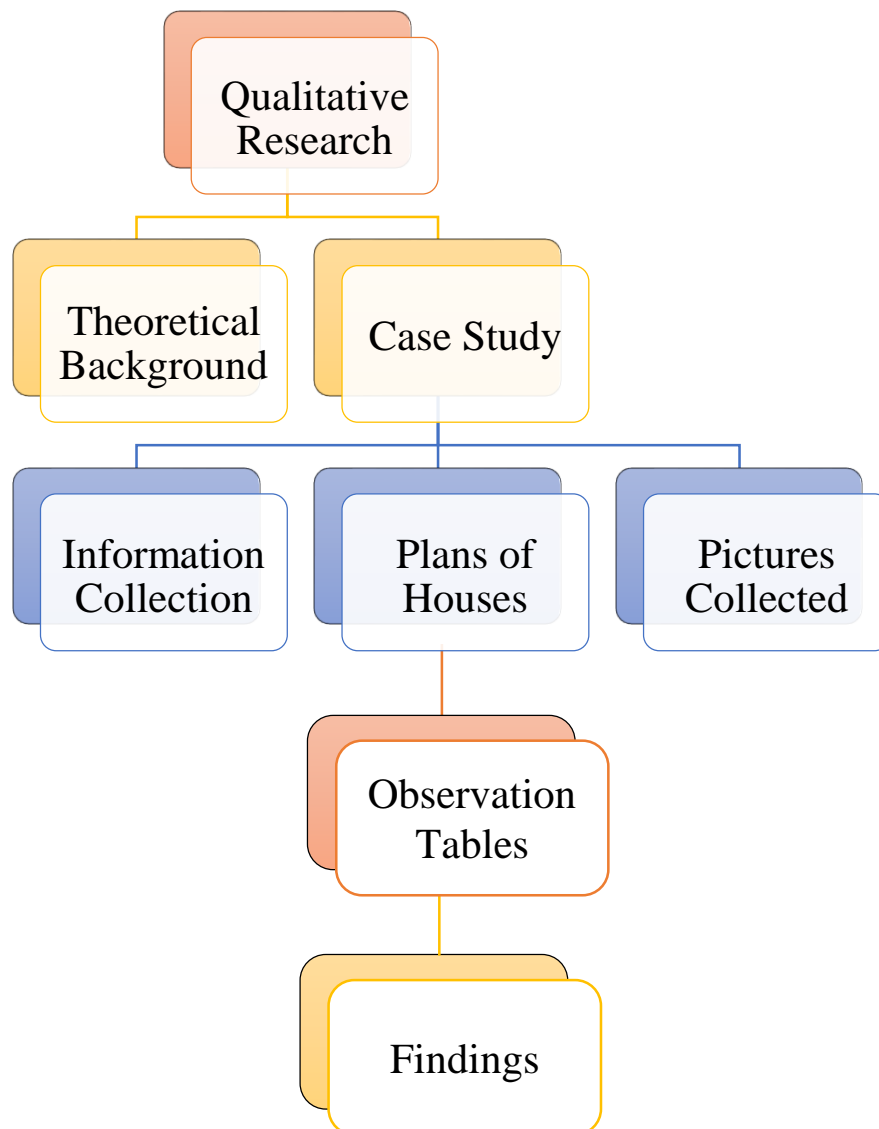 Qualitative
Research
Theoretical
Background
Case Study
Information
Collection
Plans of
Houses
Pictures
Collected
Observation
Tables
Findings